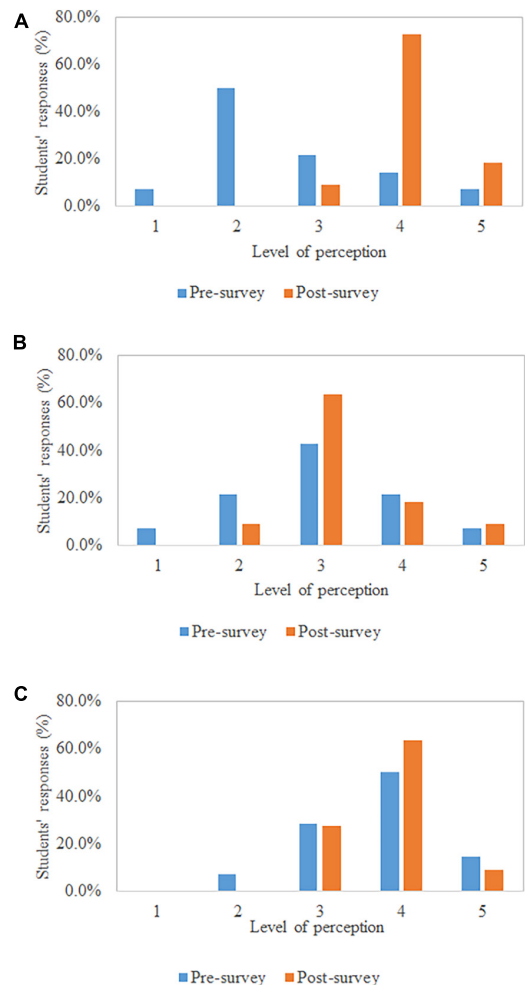 A
80.0%
60.0%
40.0%
20.0%
0.0%
Students' responses (%)
1 2 3 4 5
Level of perception
Pre-survey Post-survey
B
80.0%
60.0%
40.0%
20.0%
0.0%
Students' responses (%)
1 2 3 4 5
Level of perception
Pre-survey Post-survey
C
80.0%
60.0%
40.0%
20.0%
0.0%
Students' responses (%)
1 2 3 4 5
Level of perception
Pre-survey Post-survey